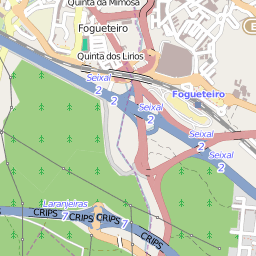 Quinta da Mimosa
Fogueteiro
Quinta dos Lírios
Seixal
2
2
Seixal
2
Fogueteiro
Seixal
2
Seixal
2
Laranjeiras
CRIPS 7 CRIPS 7 CRIPS
CRIPS